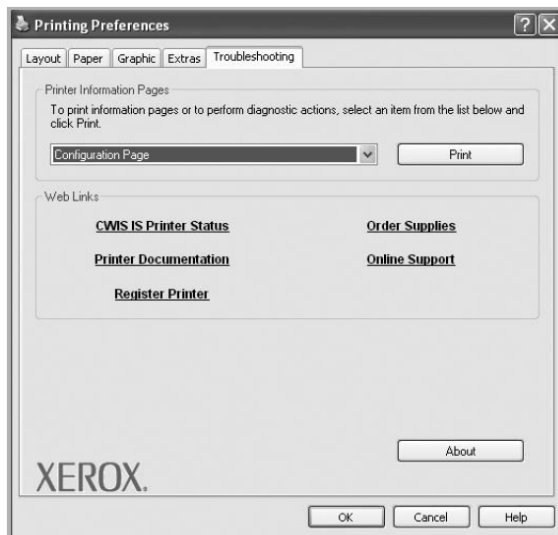 Printing Preferences
Layout Paper Graphic Extras Troubleshooting
Printer Information Pages
To print information pages or to perform diagnostic actions, select an item from the list below and
click Print.
Configuration Page Print
Web Links
CWIS IS Printer Status Order Supplies
Printer Documentation Online Support
Register Printer
About
XEROX.
OK Cancel Help